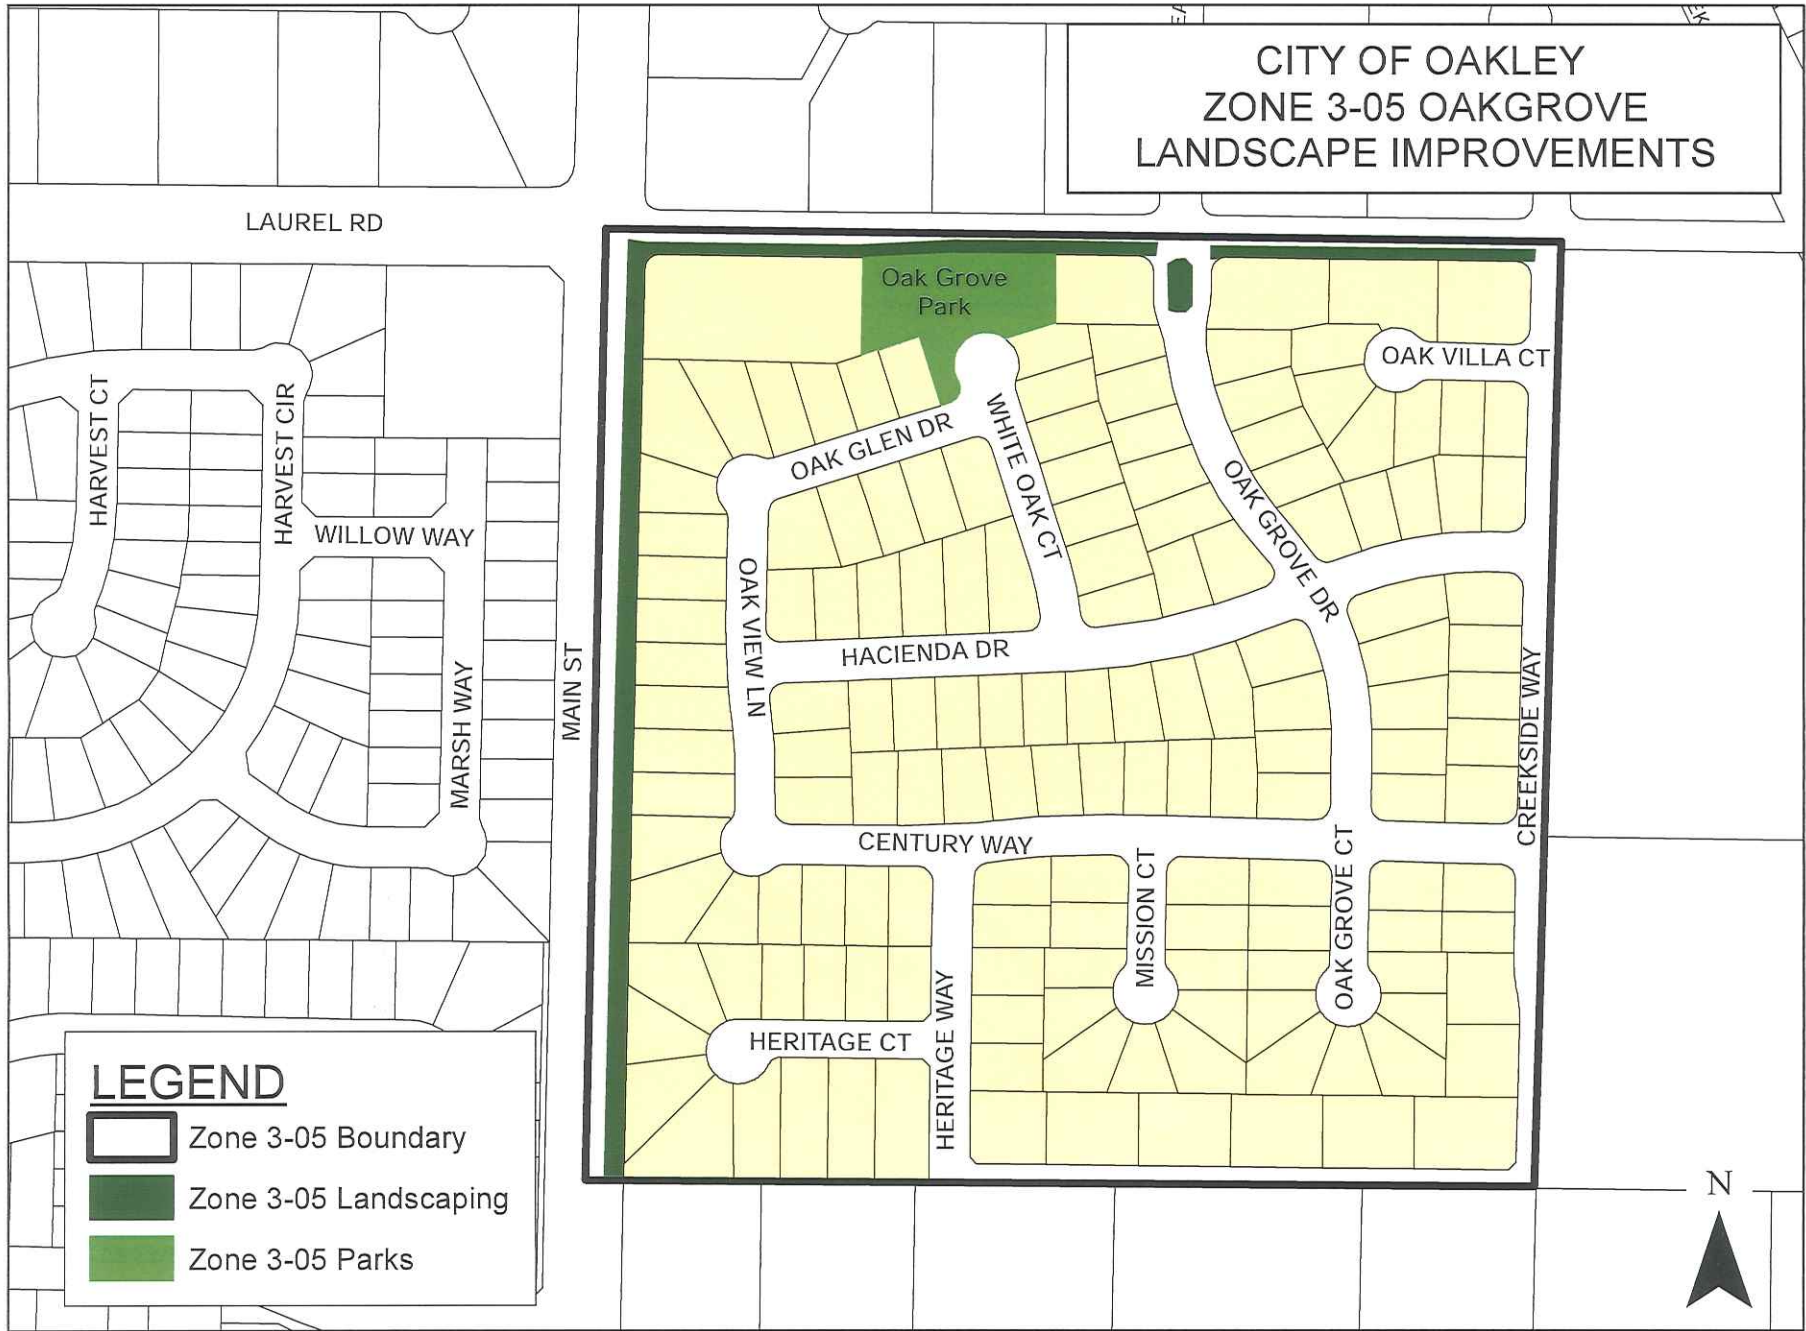 CITY OF OAKLEY
ZONE 3-05 OAKGROVE
LANDSCAPE IMPROVEMENTS
LAUREL RD
Oak Grove
Park
OAK VILLA CT
HARVEST CT
HARVEST CIR
WILLOW WAY
MARSH WAY
MAIN ST
OAK GLEN DR
WHITE OAK CT
OAK GROVE DR
OAK VIEW LN
HACIENDA DR
CREEKSIDE WAY
CENTURY WAY
MISSION CT
OAK GROVE CT
HERITAGE CT
HERITAGE WAY
LEGEND
Zone 3-05 Boundary
Zone 3-05 Landscaping
Zone 3-05 Parks
N